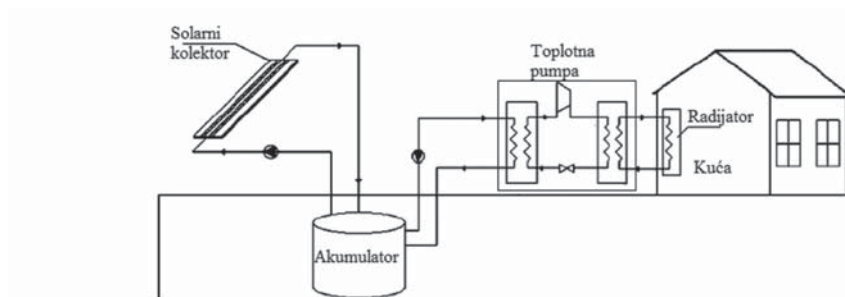 Solarni
kolektor
Toplotna
pumpa
Radijator
Kuća
Akumulator